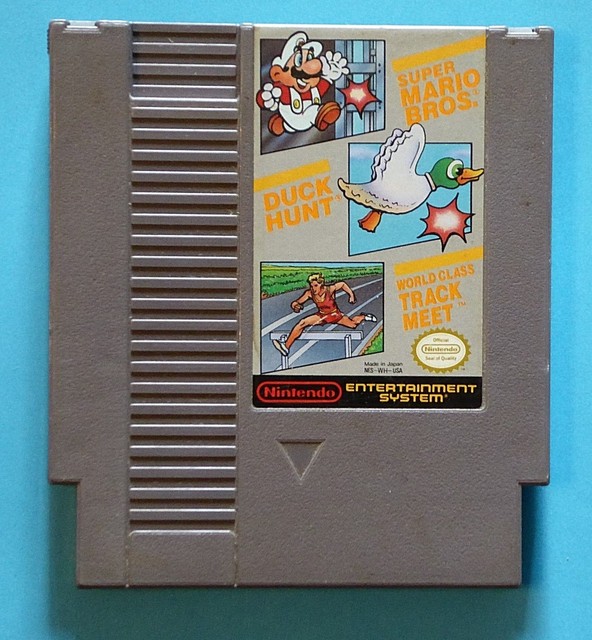 SUPER
MARIO
BROS.®
DUCK
HUNT®
WORLD CLASS
TRACK
MEET™
Official
Nintendo
Seal of Quality
Made in Japan
NES-WH-USA
Nintendo
ENTERTAINMENT
SYSTEM®